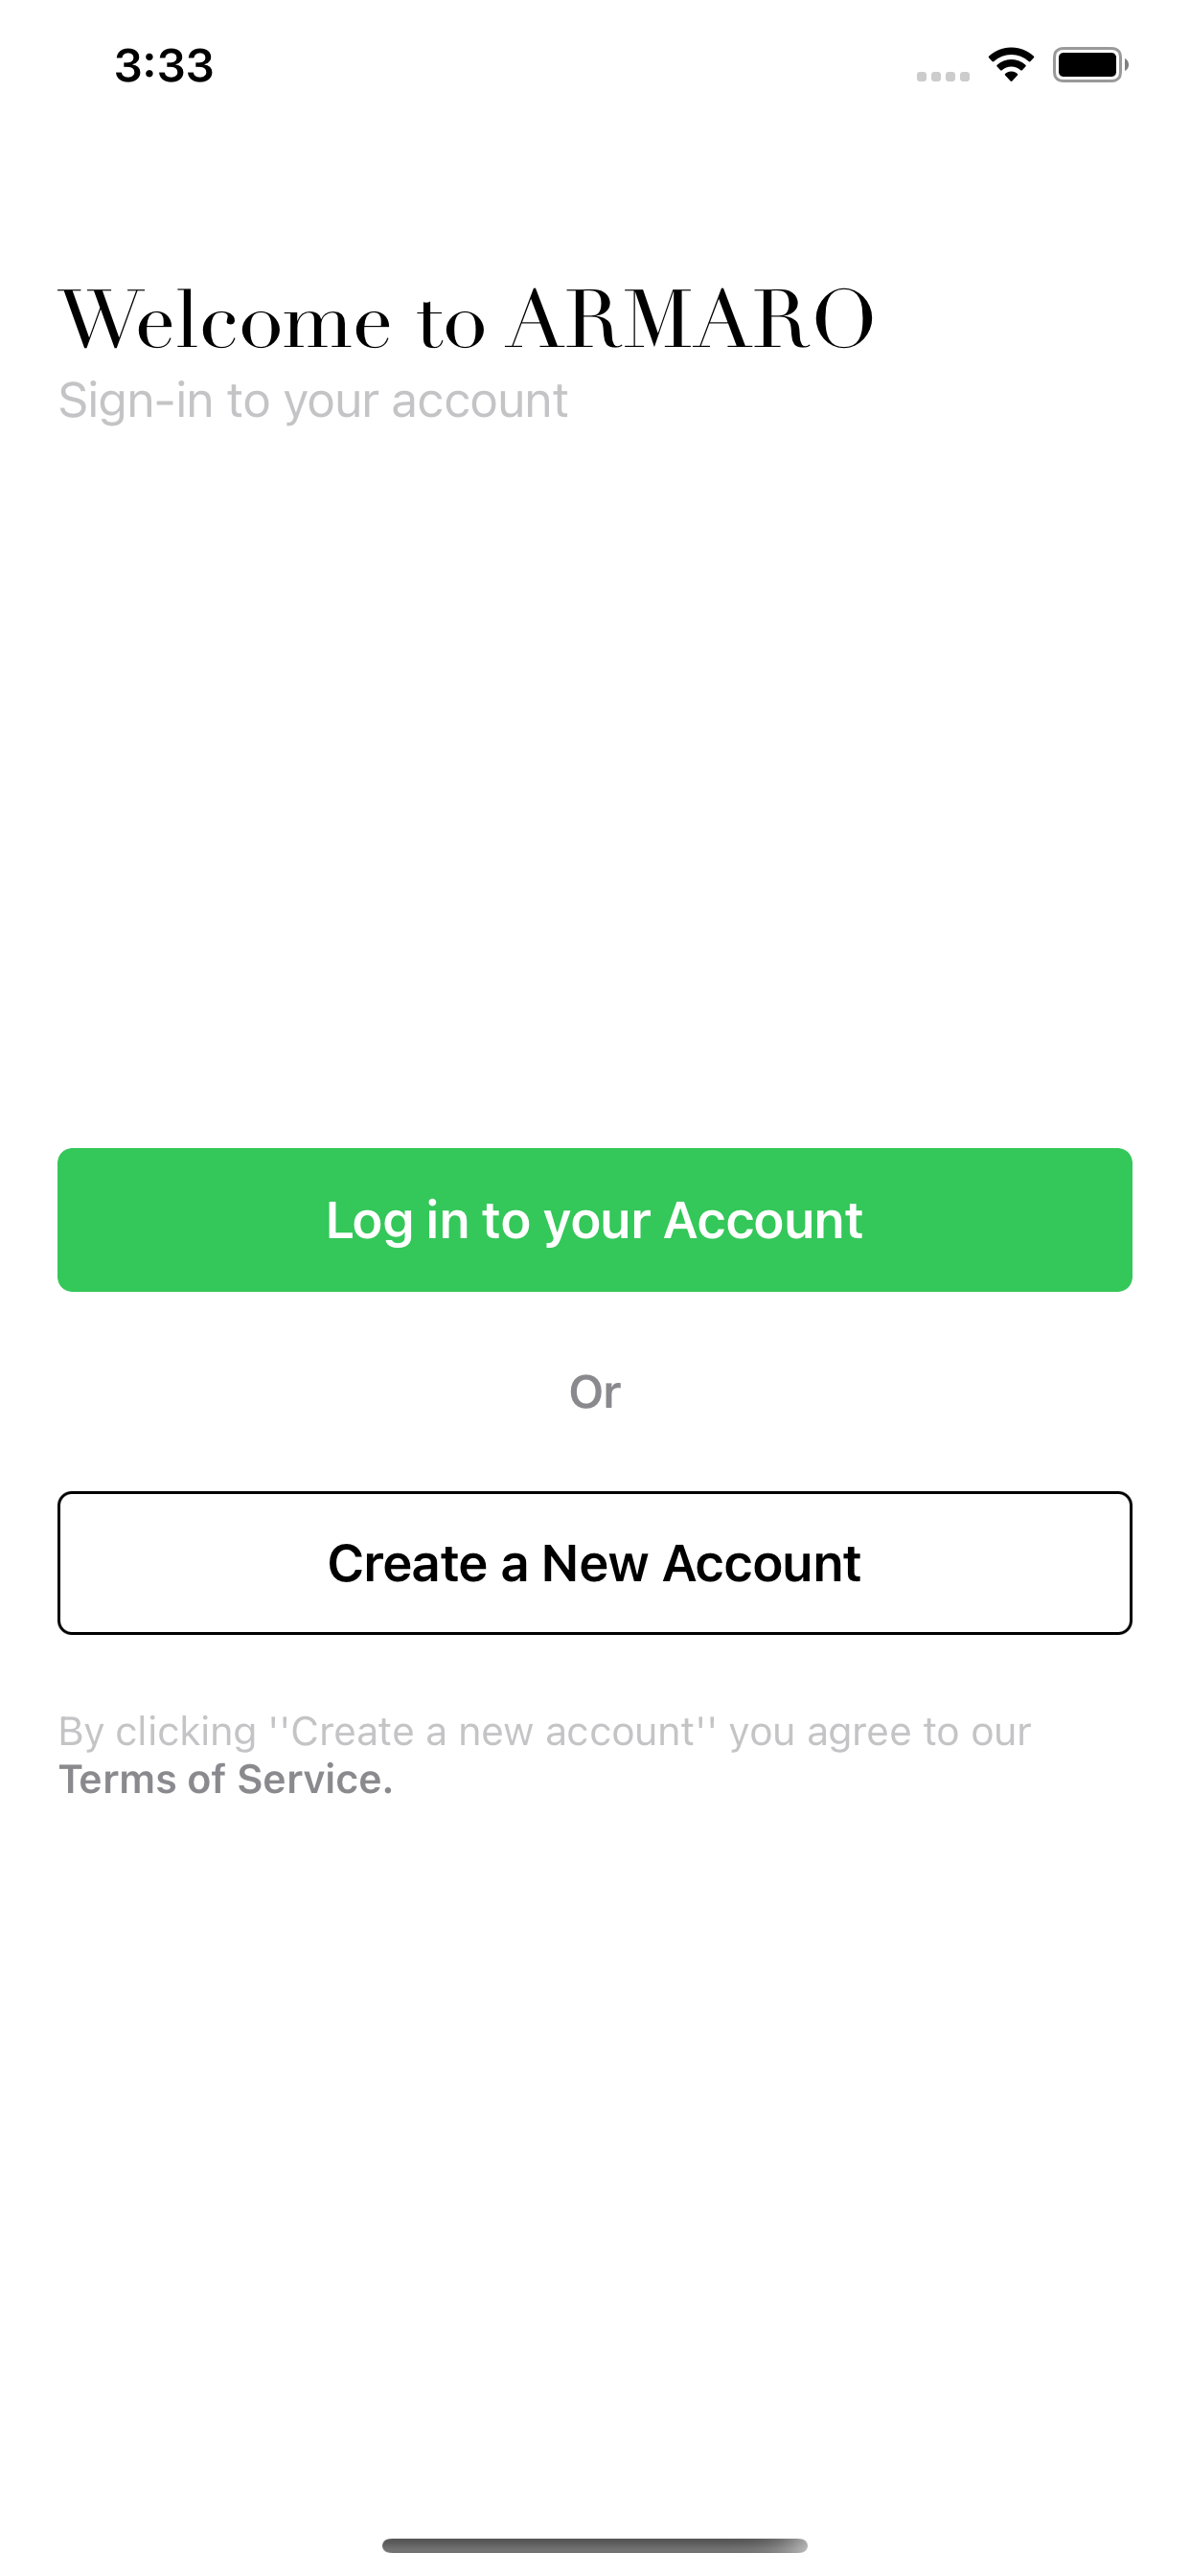 3:33
Welcome to ARMARO
Sign-in to your account
Log in to your Account
Or
Create a New Account
By clicking ''Create a new account'' you agree to our
Terms of Service.